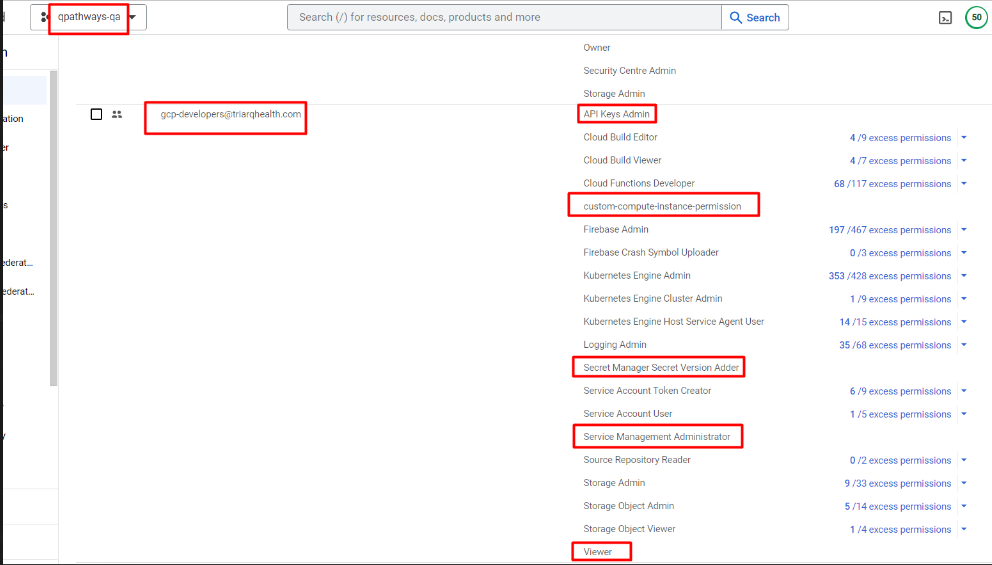 qpathways-qa
Search (/) for resources, docs, products and more
Search
50
Owner
Security Centre Admin
Storage Admin
gcp-developers@triarqhealth.com
API Keys Admin
Cloud Build Editor 4 /9 excess permissions
Cloud Build Viewer 4 /7 excess permissions
Cloud Functions Developer 68 /117 excess permissions
custom-compute-instance-permission
Firebase Admin 197 /467 excess permissions
Firebase Crash Symbol Uploader 0 /3 excess permissions
Kubernetes Engine Admin 353 /428 excess permissions
Kubernetes Engine Cluster Admin 1 /9 excess permissions
Kubernetes Engine Host Service Agent User 14 /15 excess permissions
Logging Admin 35 /68 excess permissions
Secret Manager Secret Version Adder
Service Account Token Creator 6 /9 excess permissions
Service Account User 1 /5 excess permissions
Service Management Administrator
Source Repository Reader 0 /2 excess permissions
Storage Admin 9 /33 excess permissions
Storage Object Admin 5 /14 excess permissions
Storage Object Viewer 1 /4 excess permissions
Viewer
ation
er
s
ederat...
ederat...
y